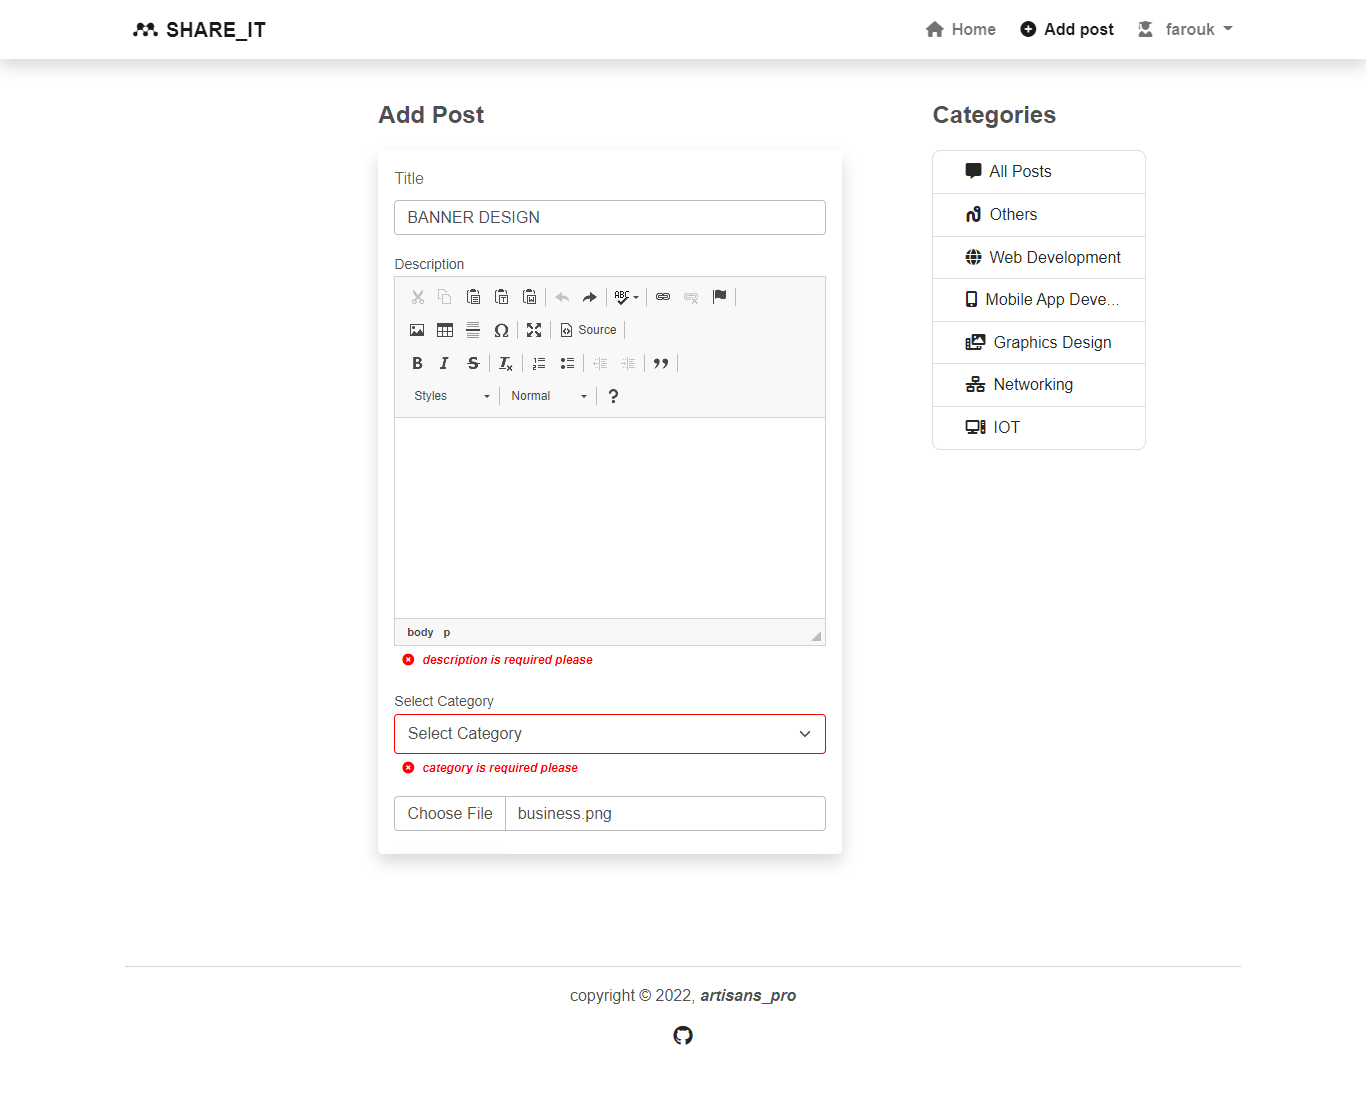 SHARE_IT
Home Add post farouk
Add Post
Title
BANNER DESIGN
Description
ABC
Source
B I S Ix
Styles Normal ?
body p
description is required please
Select Category
Select Category
category is required please
Choose File business.png
Categories
All Posts
Others
Web Development
Mobile App Deve...
Graphics Design
Networking
IOT
copyright © 2022, artisans_pro